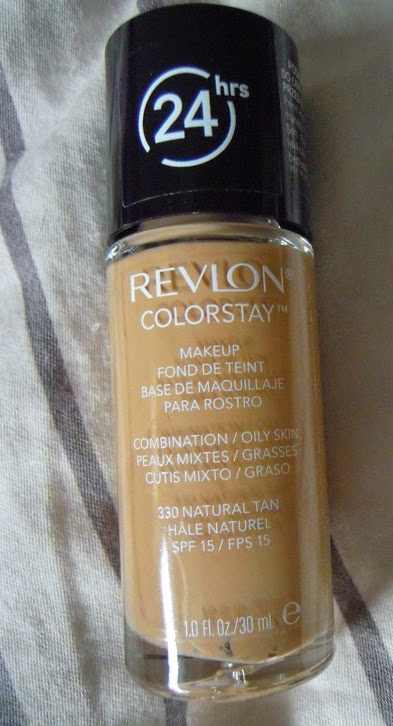 24 hrs
REVLON®
COLORSTAY™
MAKEUP
FOND DE TEINT
BASE DE MAQUILLAJE
PARA ROSTRO
COMBINATION / OILY SKIN
PEAUX MIXTES / GRASSES
CUTIS MIXTO / GRASO
330 NATURAL TAN
HÂLE NATUREL
SPF 15 / FPS 15
1.0 Fl. Oz./30 ml e